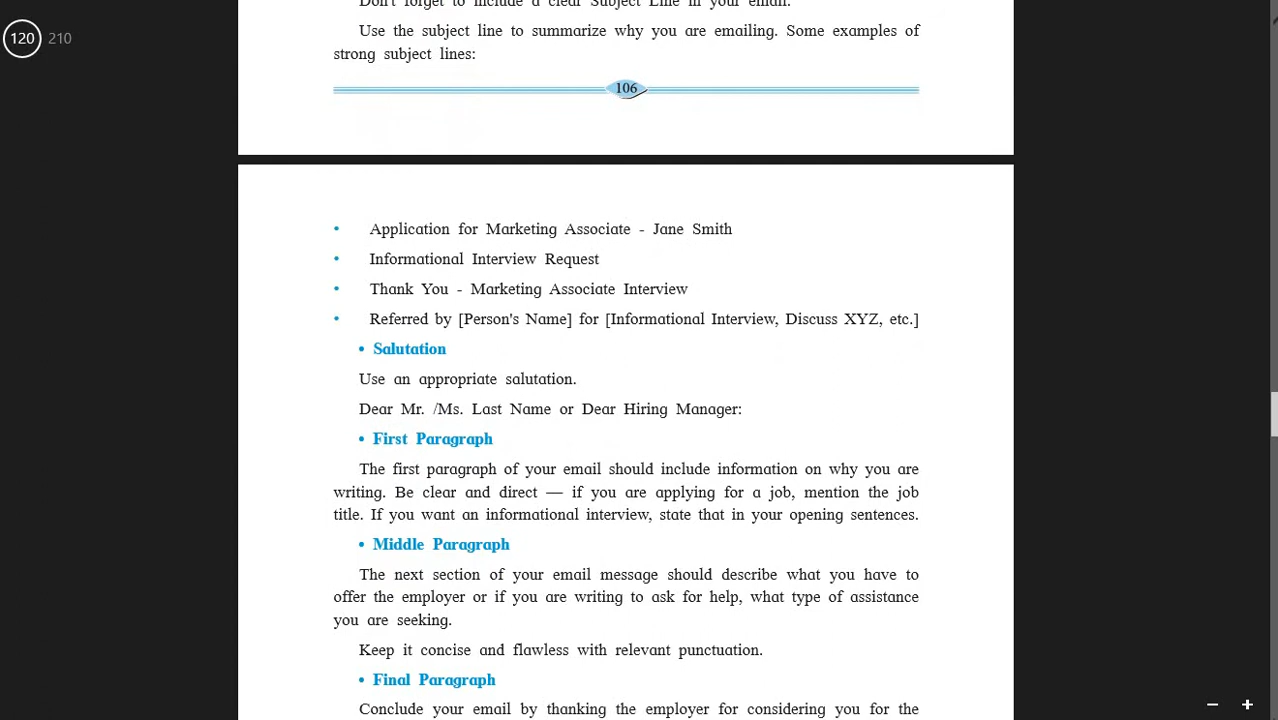 Don't forget to include a clear Subject Line in your email.
120 210
Use the subject line to summarize why you are emailing. Some examples of
strong subject lines:
106
• Application for Marketing Associate - Jane Smith
• Informational Interview Request
• Thank You - Marketing Associate Interview
• Referred by [Person's Name] for [Informational Interview, Discuss XYZ, etc.]
• Salutation
Use an appropriate salutation.
Dear Mr. /Ms. Last Name or Dear Hiring Manager:
• First Paragraph
The first paragraph of your email should include information on why you are
writing. Be clear and direct — if you are applying for a job, mention the job
title. If you want an informational interview, state that in your opening sentences.
• Middle Paragraph
The next section of your email message should describe what you have to
offer the employer or if you are writing to ask for help, what type of assistance
you are seeking.
Keep it concise and flawless with relevant punctuation.
• Final Paragraph
Conclude your email by thanking the employer for considering you for the